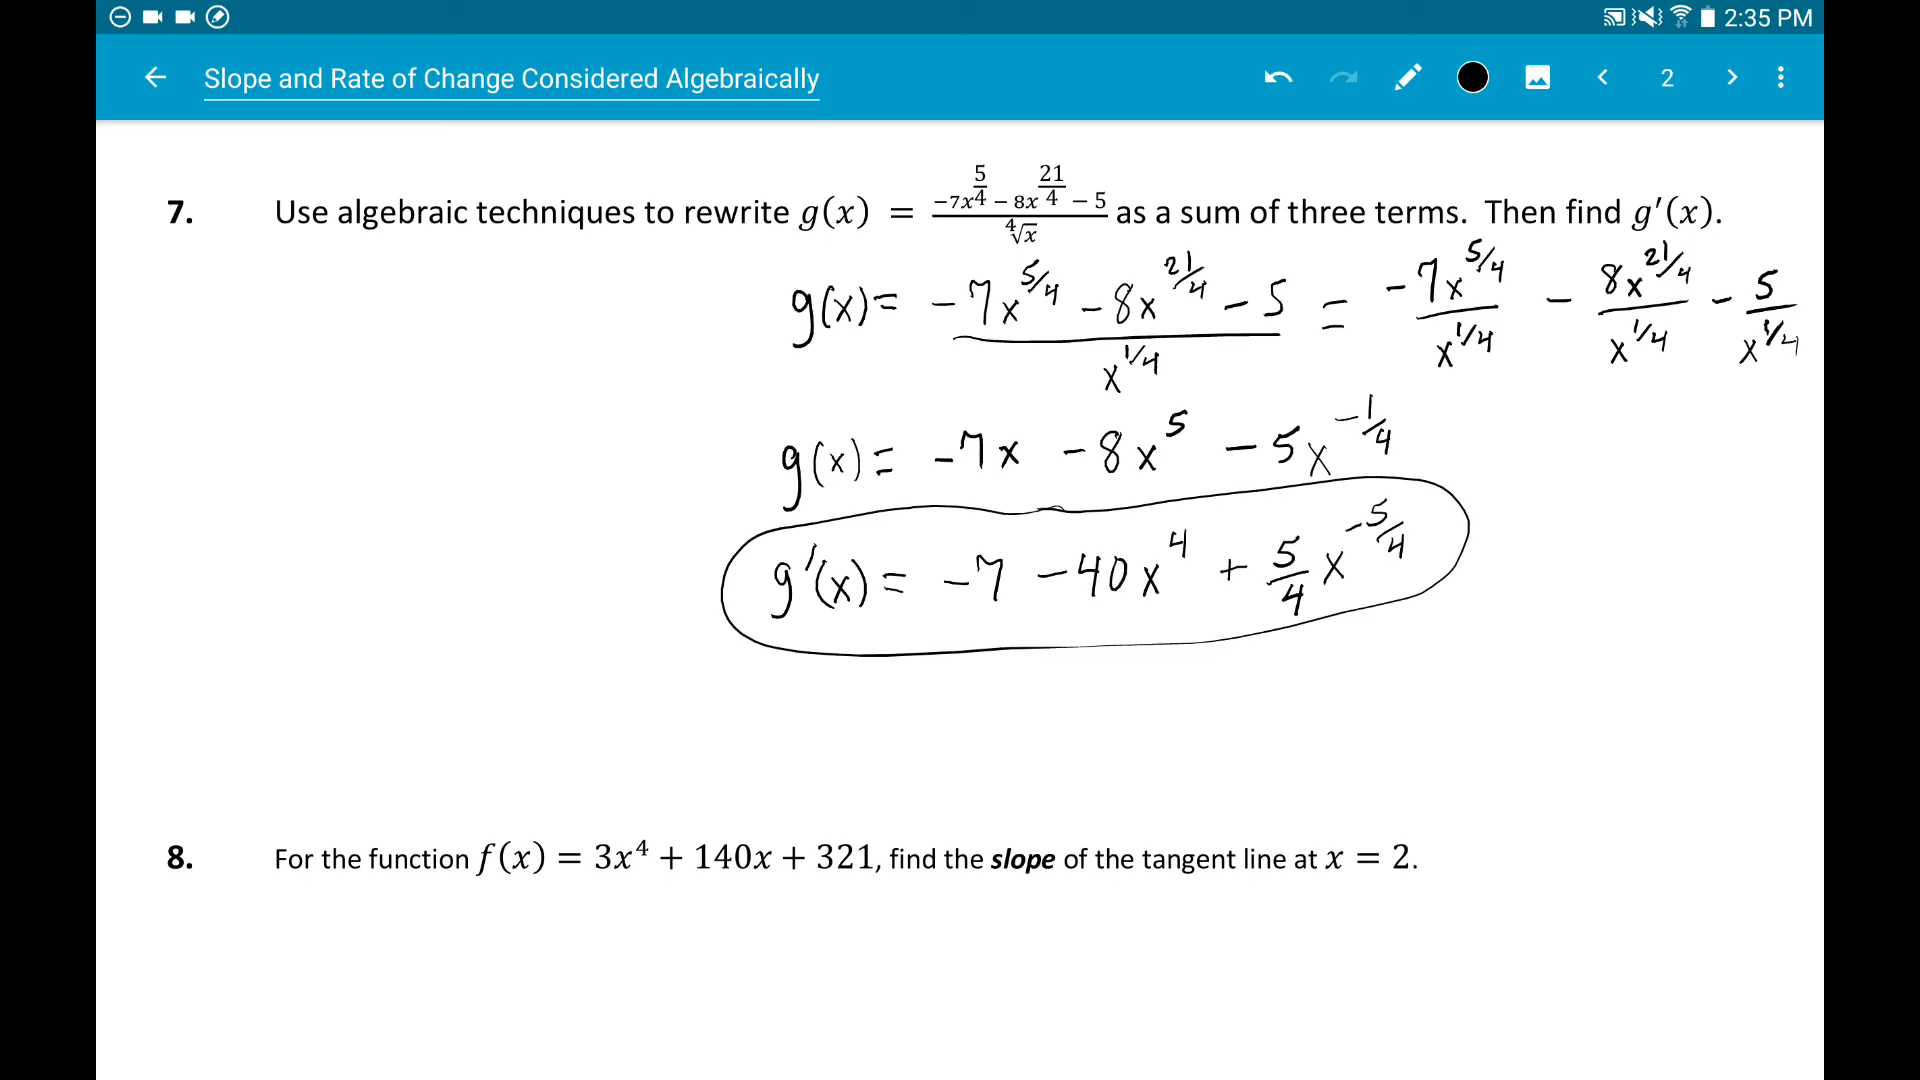 2:35 PM
Slope and Rate of Change Considered Algebraically 2
7. Use algebraic techniques to rewrite g(x) = (−7x^(5/4) − 8x^(21/4) − 5)/∜x as a sum of three terms. Then find g′(x).
g(x) = (−7x^(5/4) − 8x^(21/4) − 5)/x^(1/4) = −7x^(5/4)/x^(1/4) − 8x^(21/4)/x^(1/4) − 5/x^(1/4)
g(x) = −7x − 8x^5 − 5x^(−1/4)
g'(x) = −7 − 40x^4 + 5/4 x^(−5/4)
8. For the function f(x) = 3x⁴ + 140x + 321, find the slope of the tangent line at x = 2.